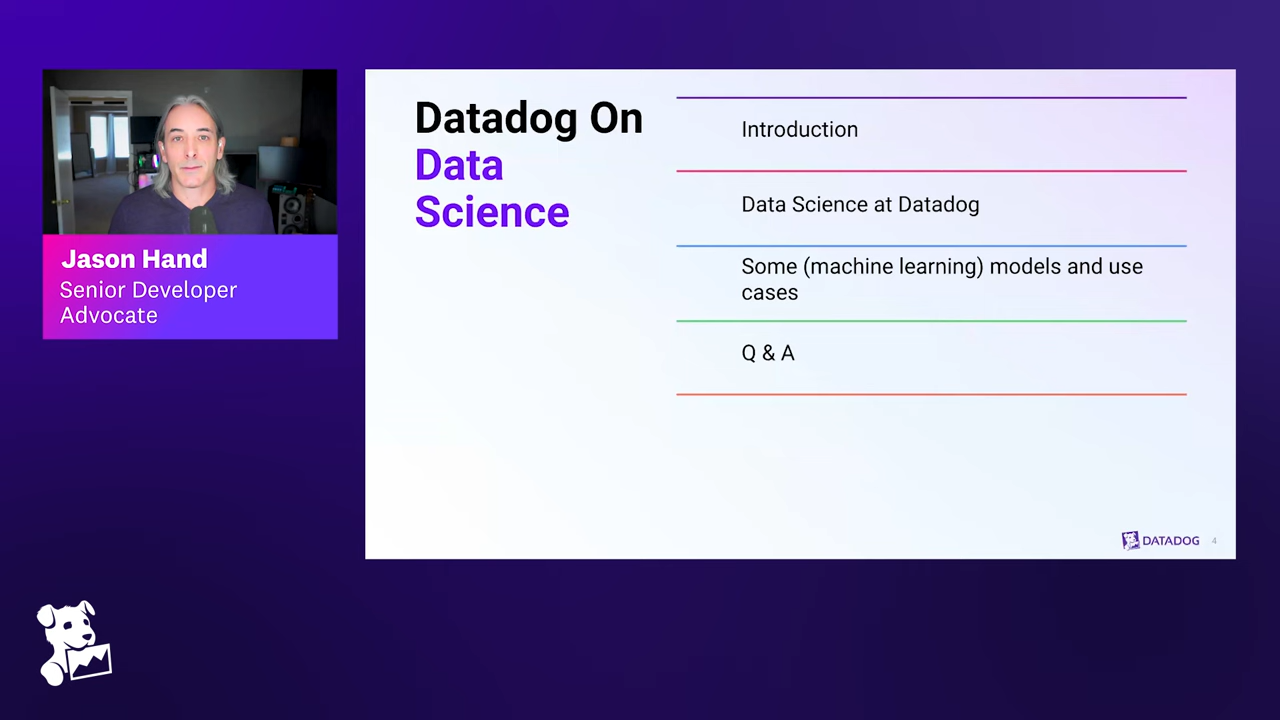 Jason Hand
Senior Developer
Advocate
Datadog On
Data
Science
Introduction
Data Science at Datadog
Some (machine learning) models and use
cases
Q & A
DATADOG
4